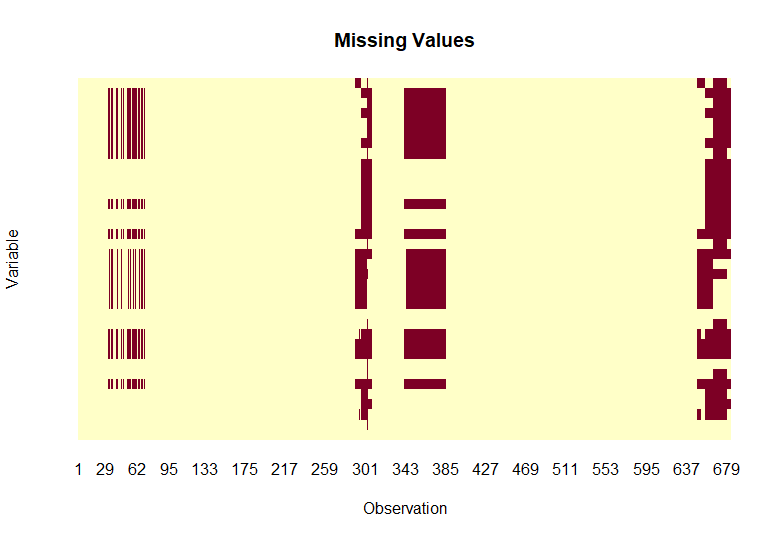 Missing Values
Variable
1 29 62 95 133 175 217 259 301 343 385 427 469 511 553 595 637 679
Observation